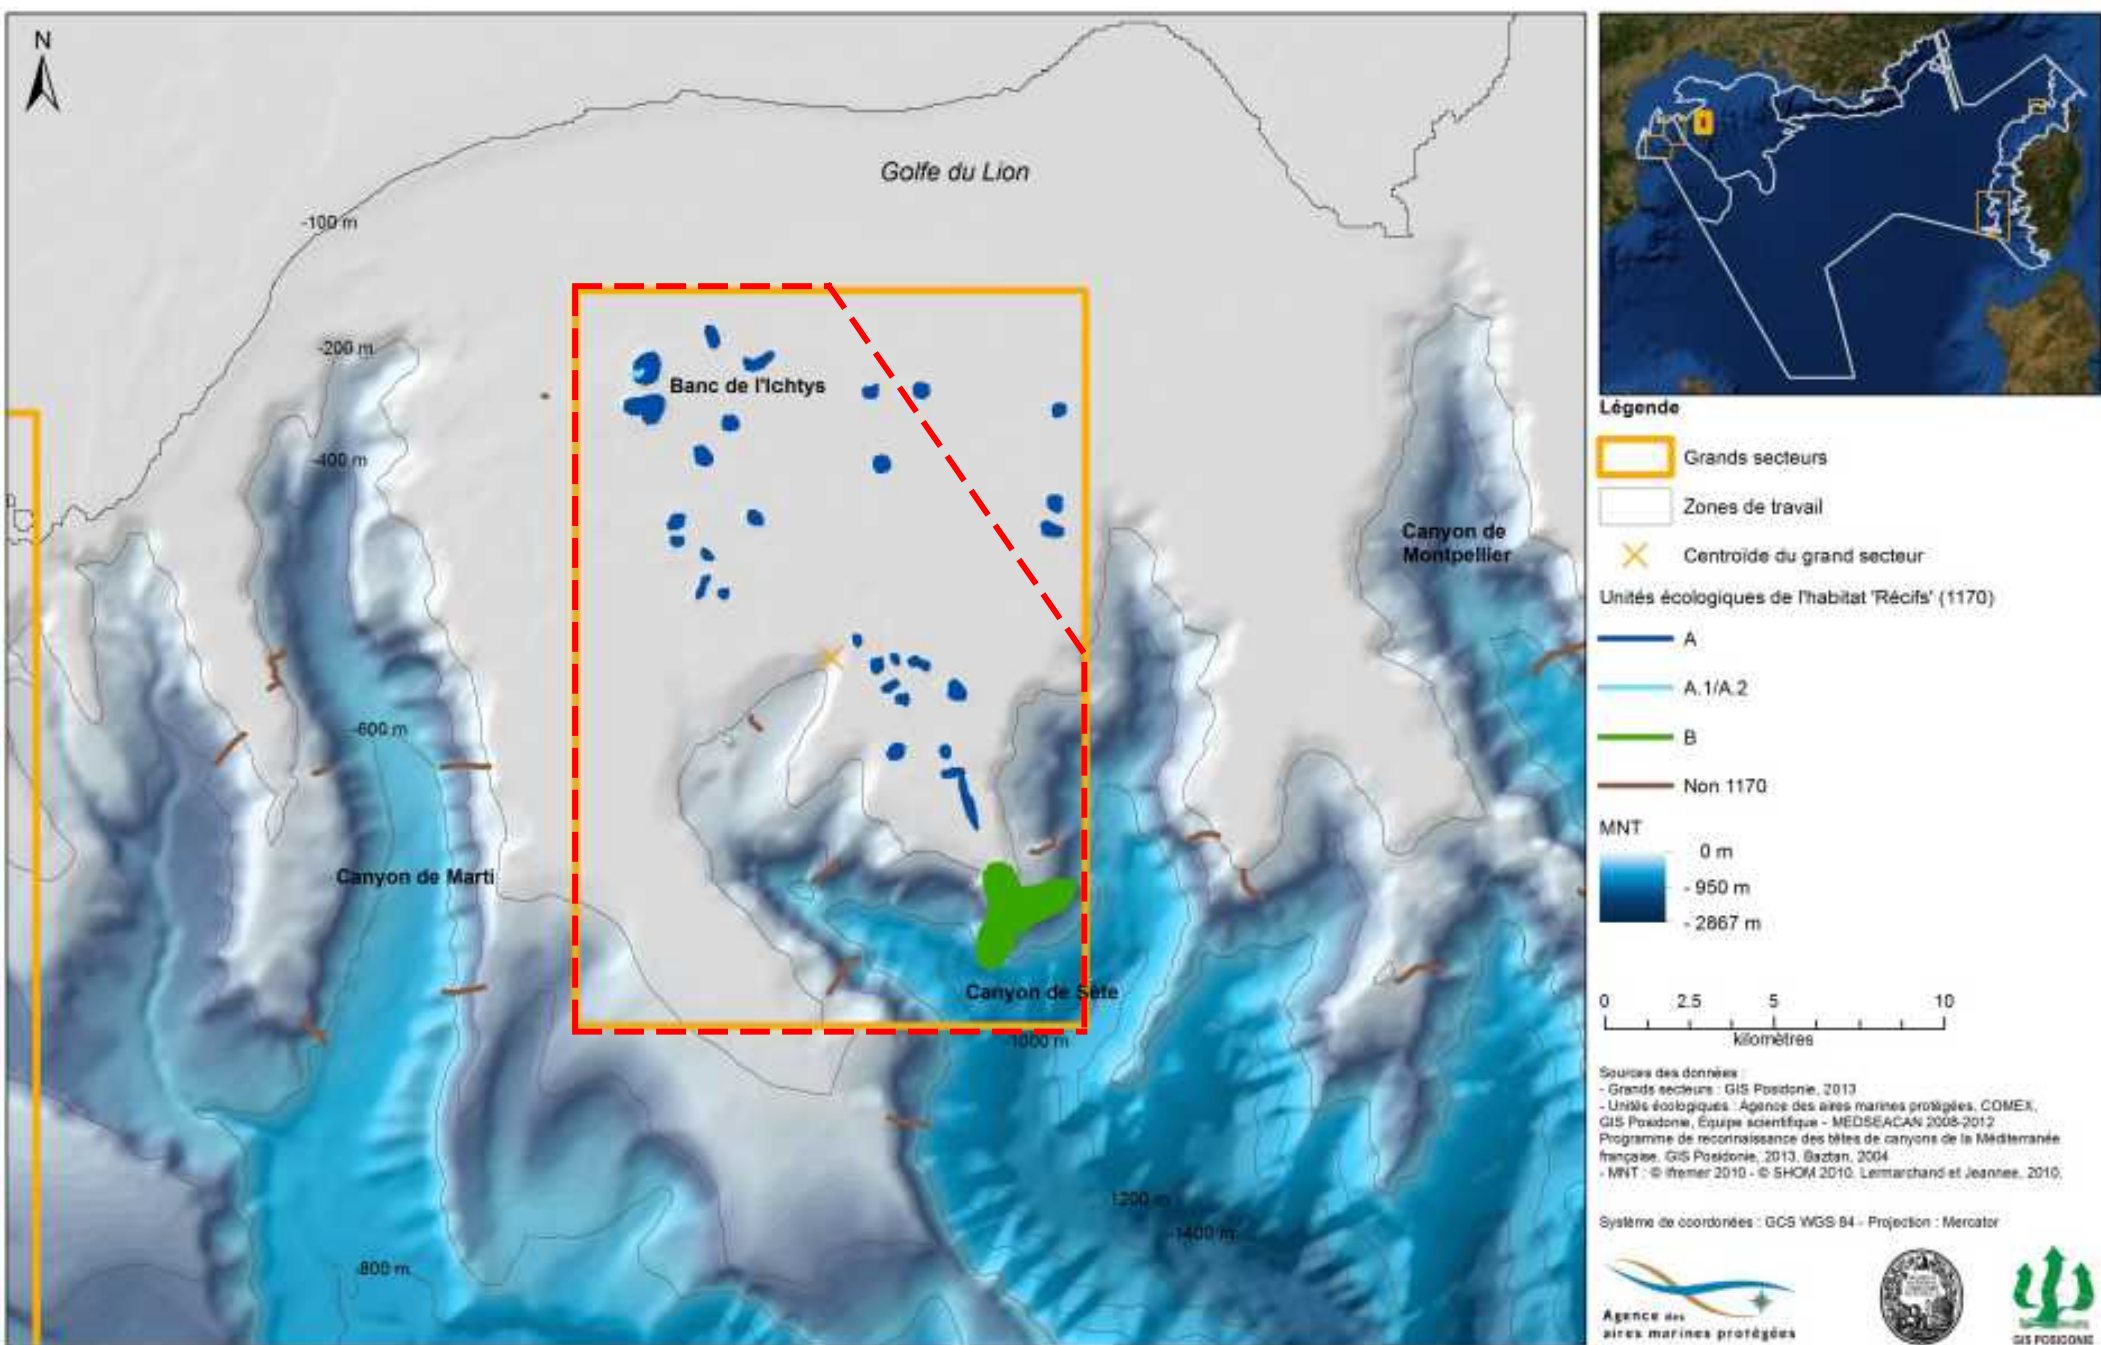 N
Golfe du Lion
-100 m
-200 m
Banc de l'Ichtys
-400 m
Canyon de
Montpellier
-600 m
Canyon de Marti
Canyon de Sète
-1000 m
-1200 m
-1400 m
-800 m
Légende
Grands secteurs
Zones de travail
Centroïde du grand secteur
Unités écologiques de l'habitat 'Récifs' (1170)
A
A.1/A.2
B
Non 1170
MNT
0 m
- 950 m
- 2867 m
0 2.5 5 10
kilomètres
Sources des données :
- Grands secteurs : GIS Posidonie, 2013
- Unités écologiques : Agence des aires marines protégées, COMEX,
GIS Posidonie, Equipe scientifique - MEDSEACAN 2008-2012
Programme de reconnaissance des têtes de canyons de la Méditerranée
française. GIS Posidonie, 2013. Baztan, 2004
- MNT : © Ifremer 2010 - © SHOM 2010. Lermarchand et Jeannee, 2010.
Système de coordonées : GCS WGS 84 - Projection : Mercator
Agence des
aires marines protégées
GIS POSIDONIE